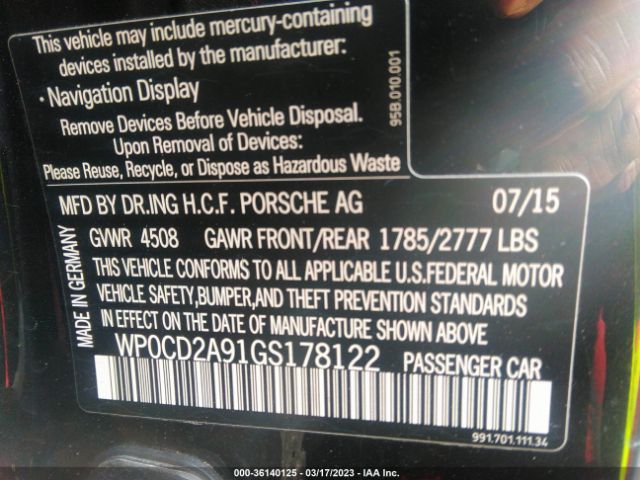 This vehicle may include mercury-containing
devices installed by the manufacturer:
· Navigation Display
Remove Devices Before Vehicle Disposal.
Upon Removal of Devices:
Please Reuse, Recycle, or Dispose as Hazardous Waste
95B.010.001
MFD BY DR.ING H.C.F. PORSCHE AG 07/15
GVWR 4508 GAWR FRONT/REAR 1785/2777 LBS
THIS VEHICLE CONFORMS TO ALL APPLICABLE U.S.FEDERAL MOTOR
VEHICLE SAFETY,BUMPER,AND THEFT PREVENTION STANDARDS
IN EFFECT ON THE DATE OF MANUFACTURE SHOWN ABOVE
WP0CD2A91GS178122 PASSENGER CAR
MADE IN GERMANY
991.701.111.34
000-36140125 - 03/17/2023 - IAA Inc.